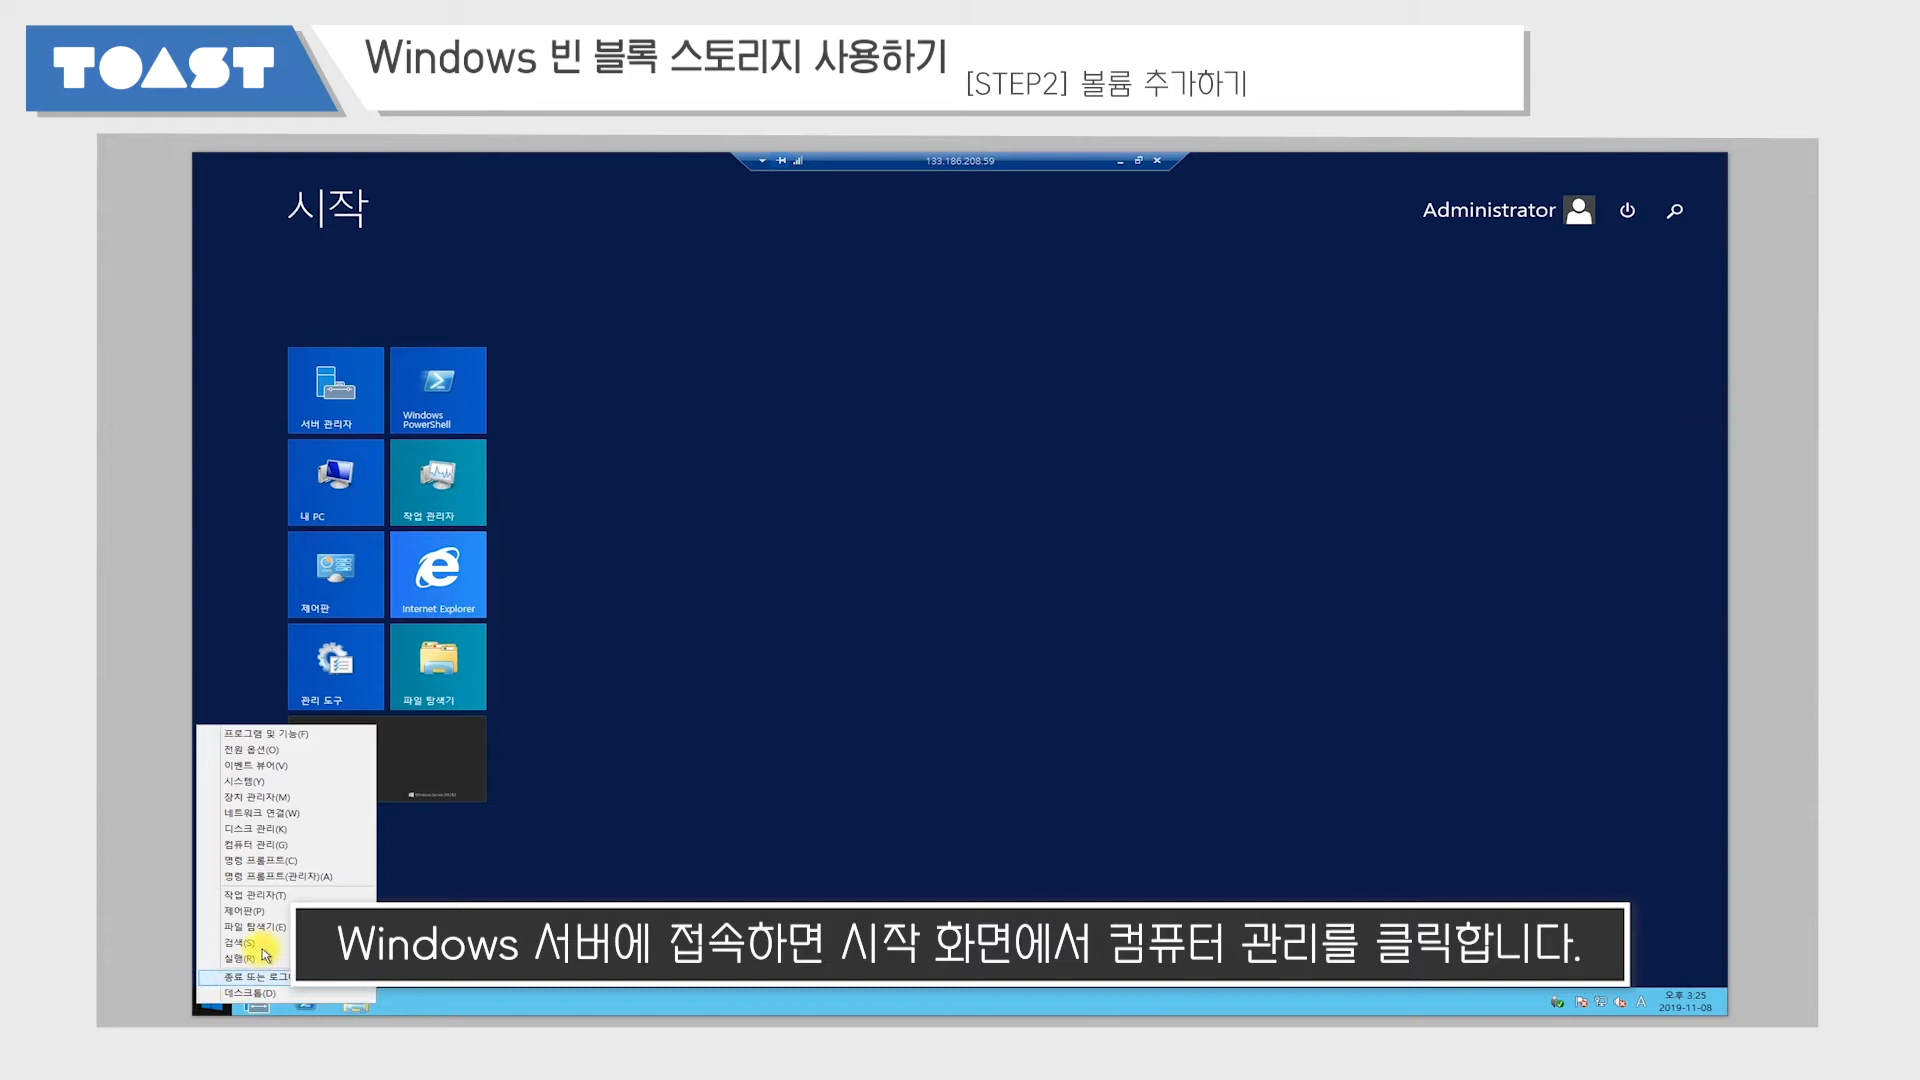 TOAST
Windows 빈 블록 스토리지 사용하기
[STEP2] 볼륨 추가하기
133.186.208.59
시작
Administrator
서버 관리자
Windows PowerShell
내 PC
작업 관리자
제어판
Internet Explorer
관리 도구
파일 탐색기
프로그램 및 기능(F)
전원 옵션(O)
이벤트 뷰어(V)
시스템(Y)
장치 관리자(M)
네트워크 연결(W)
디스크 관리(K)
컴퓨터 관리(G)
명령 프롬프트(C)
명령 프롬프트(관리자)(A)
작업 관리자(T)
제어판(P)
파일 탐색기(E)
검색(S)
실행(R)
종료 또는 로그
데스크톱(D)
Windows 서버에 접속하면 시작 화면에서 컴퓨터 관리를 클릭합니다.
A
오후 3:25
2019-11-08